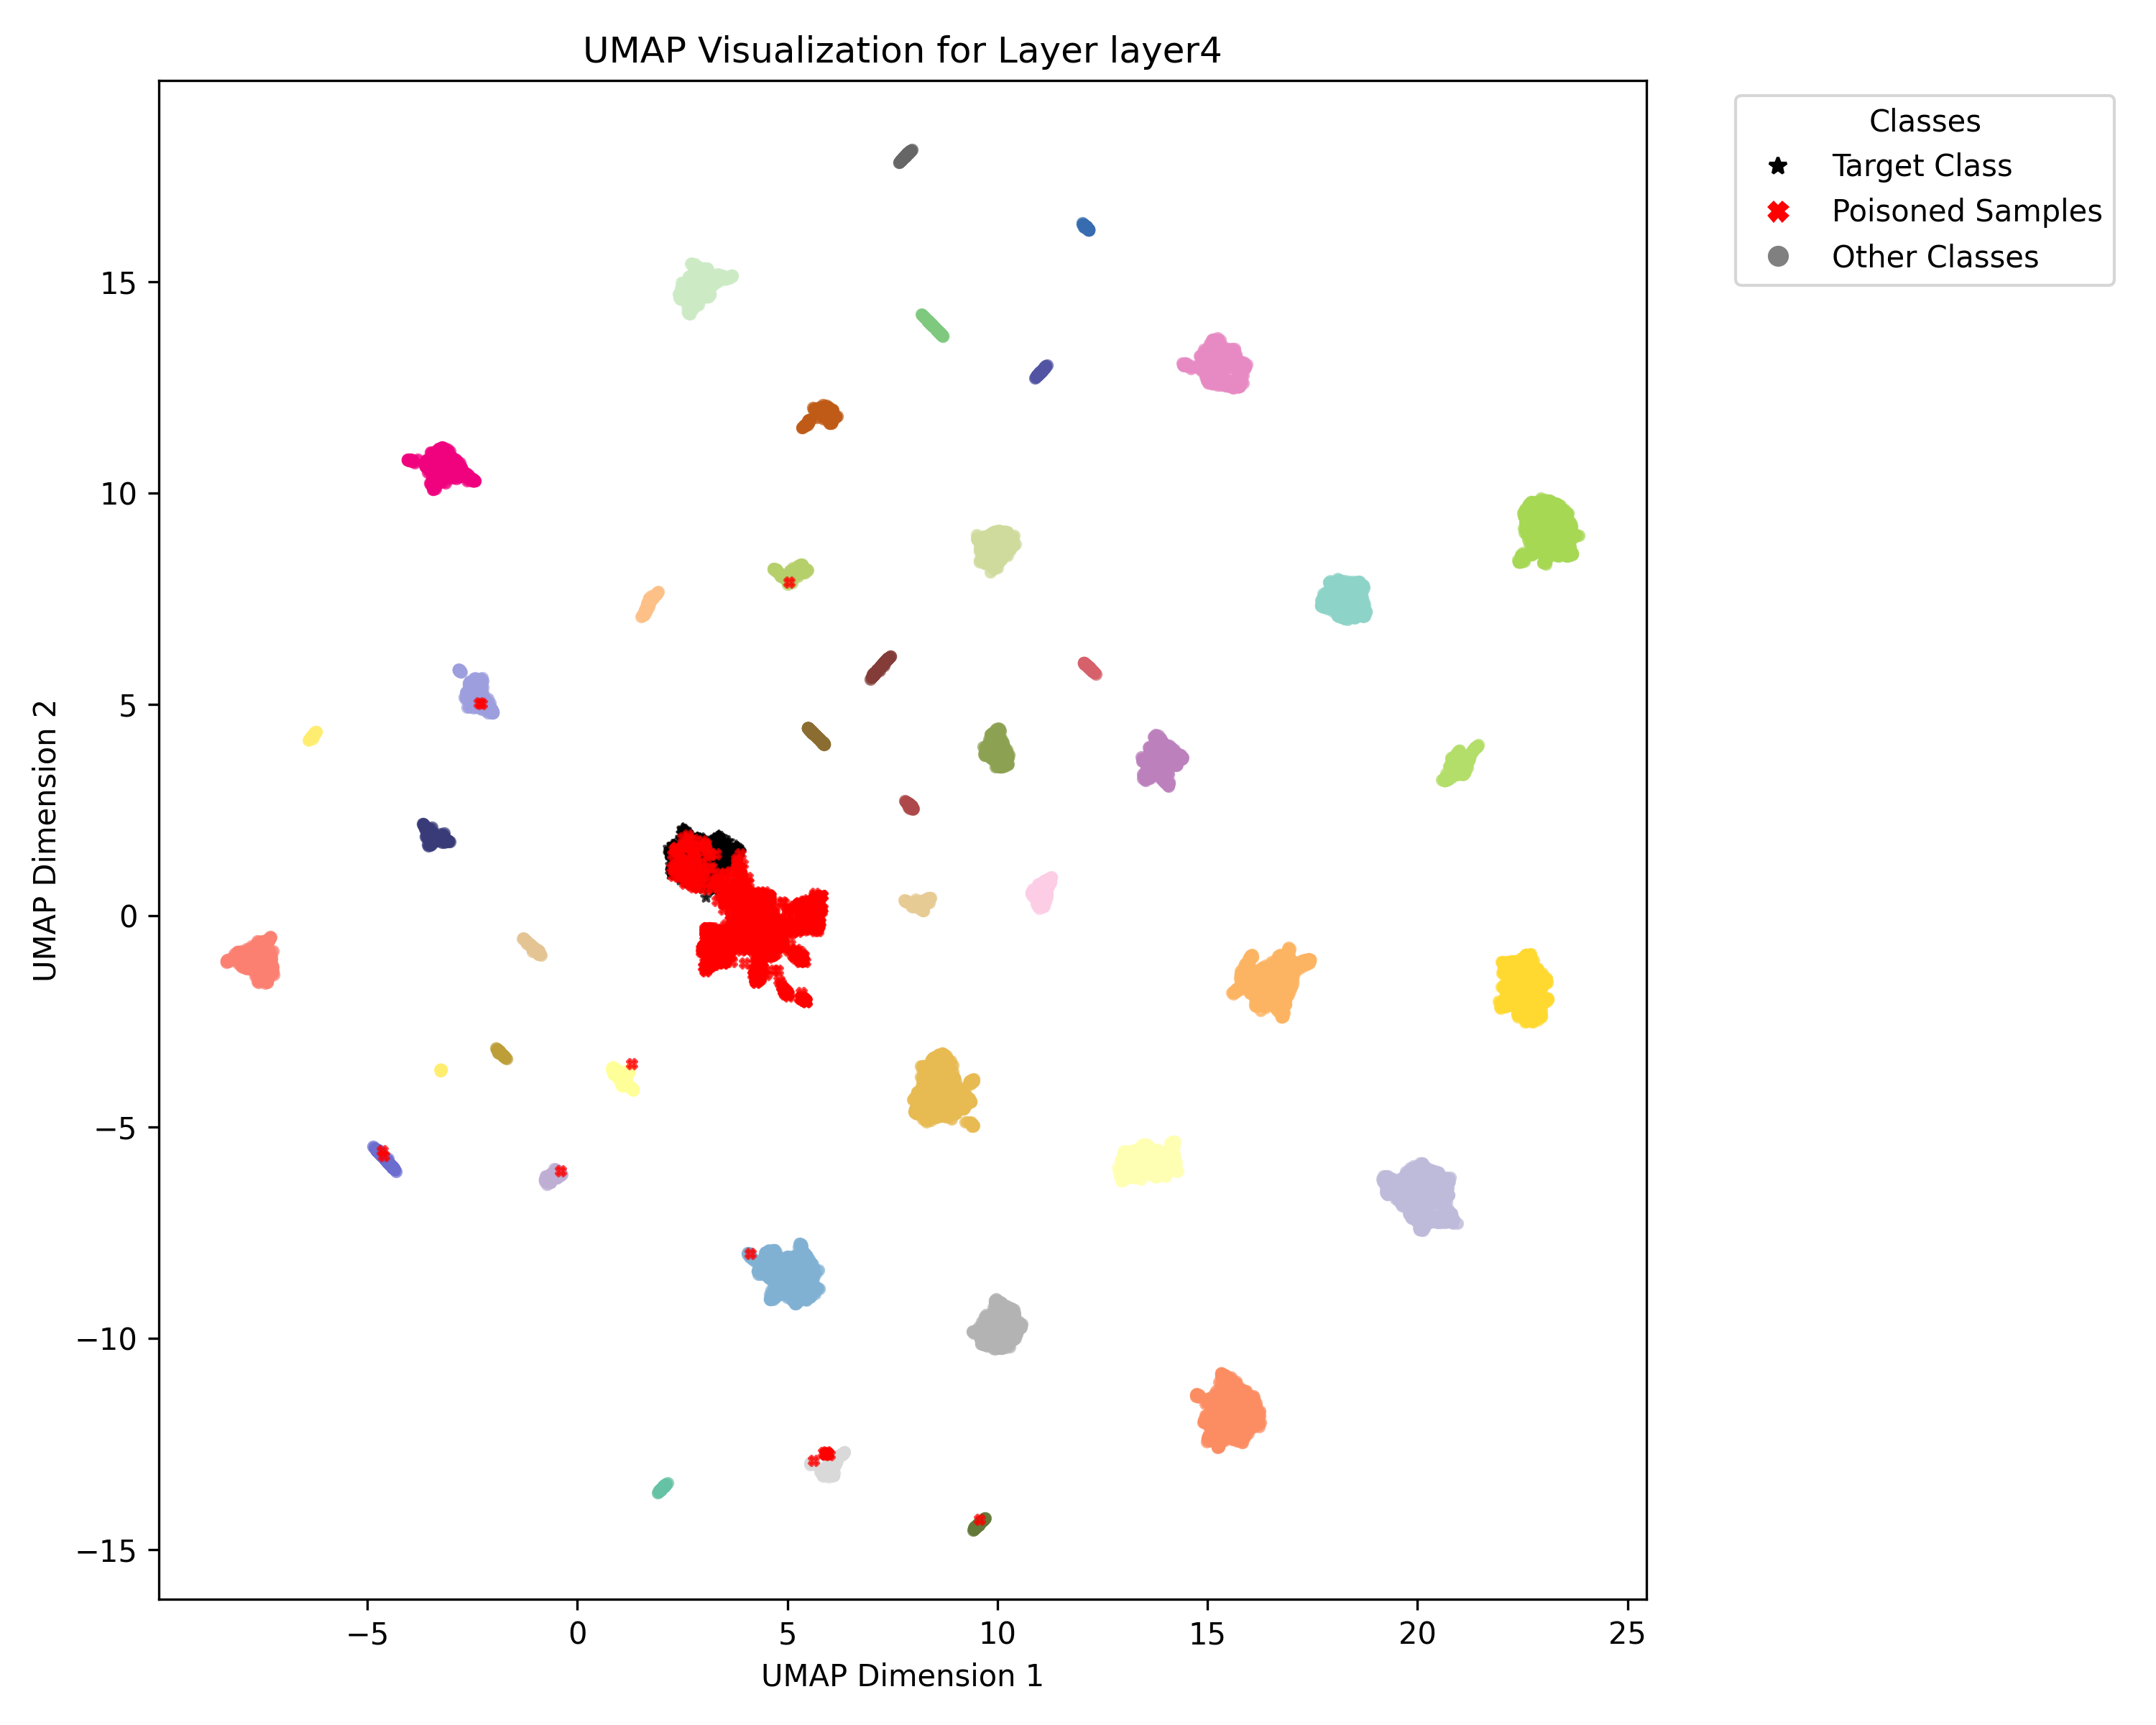 UMAP Visualization for Layer layer4
Classes
Target Class
Poisoned Samples
Other Classes
UMAP Dimension 2
15
10
5
0
−5
−10
−15
−5
0
5
10
15
20
25
UMAP Dimension 1